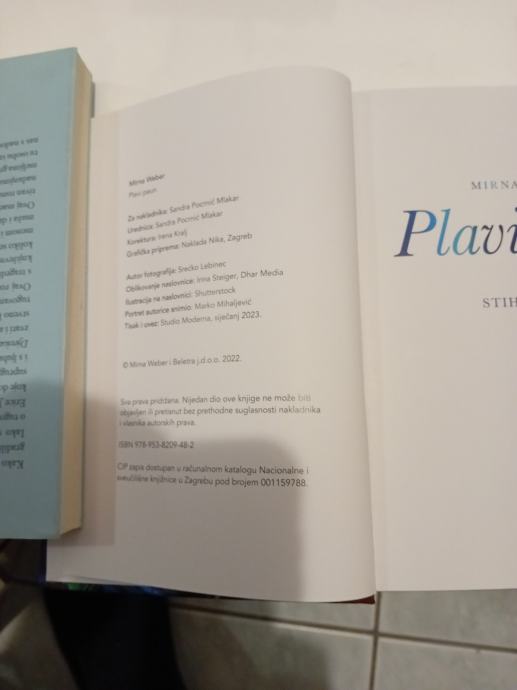 Mirna Weber
Plavi paun
Za nakladnika: Sandra Pocrnić Mlakar
Urednica: Sandra Pocrnić Mlakar
Korektura: Irena Kralj
Grafička priprema: Naklada Nika, Zagreb
Autor fotografija: Srećko Lebinec
Oblikovanje naslovnice: Irina Steiger, Dhar Media
Ilustracija na naslovnici: Shutterstock
Portret autorice snimio: Marko Mihaljević
Tisak i uvez: Studio Moderna, siječanj 2023.
© Mirna Weber i Beletra j.d.o.o. 2022.
Sva prava pridržana. Nijedan dio ove knjige ne može biti
objavljen ili pretisnut bez prethodne suglasnosti nakladnika
i vlasnika autorskih prava.
ISBN 978-953-8209-48-2
CIP zapis dostupan u računalnom katalogu Nacionalne i
sveučilišne knjižnice u Zagrebu pod brojem 001159788.
MIRNA
Plavi
STIH